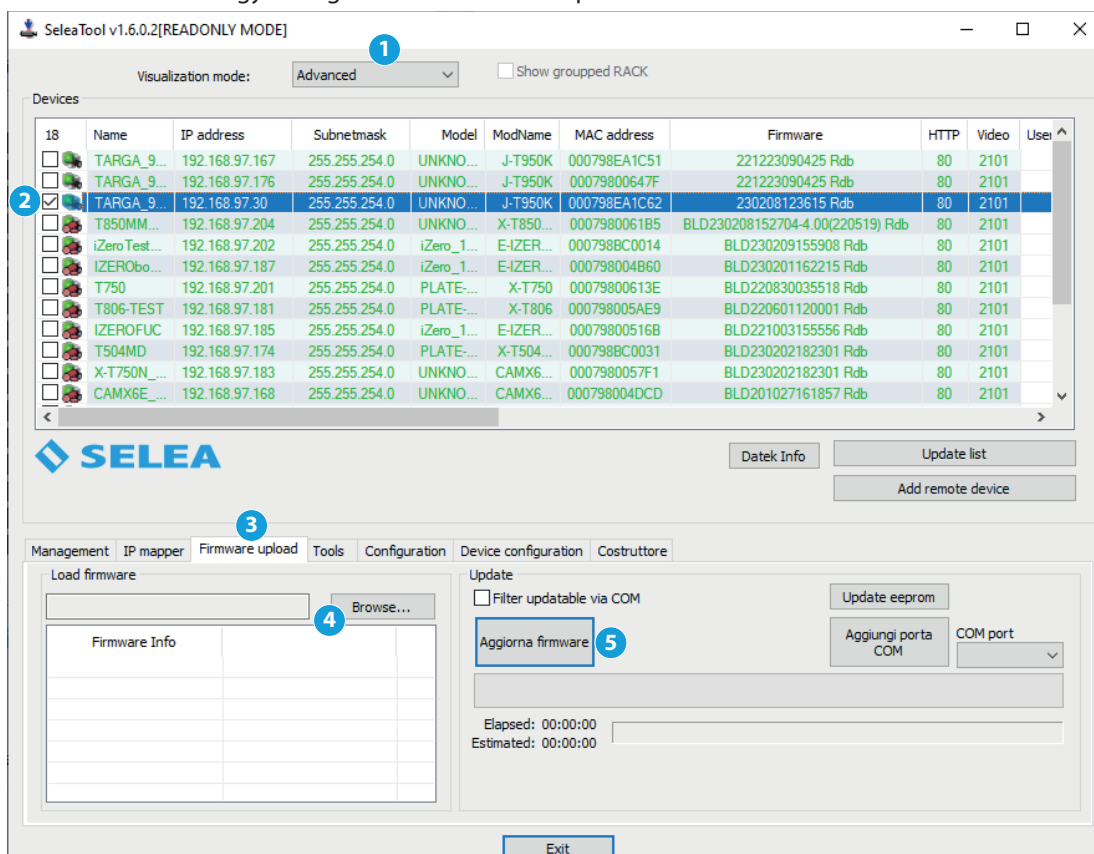 SeleaTool v1.6.0.2[READONLY MODE]
1
Visualization mode: Advanced Show groupped RACK
Devices
18 Name IP address Subnetmask Model ModName MAC address Firmware HTTP Video User
TARGA_9... 192.168.97.167 255.255.254.0 UNKNO... J-T950K 000798EA1C51 221223090425 Rdb 80 2101
TARGA_9... 192.168.97.176 255.255.254.0 UNKNO... J-T950K 00079800647F 221223090425 Rdb 80 2101
2 TARGA_9... 192.168.97.30 255.255.254.0 UNKNO... J-T950K 000798EA1C62 230208123615 Rdb 80 2101
T850MM... 192.168.97.204 255.255.254.0 UNKNO... X-T850... 0007980061B5 BLD230208152704-4.00(220519) Rdb 80 2101
iZeroTest... 192.168.97.202 255.255.254.0 iZero_1... E-IZER... 000798BC0014 BLD230209155908 Rdb 80 2101
IZERObo... 192.168.97.187 255.255.254.0 iZero_1... E-IZER... 000798004B60 BLD230201162215 Rdb 80 2101
T750 192.168.97.201 255.255.254.0 PLATE-... X-T750 00079800613E BLD220830035518 Rdb 80 2101
T806-TEST 192.168.97.181 255.255.254.0 PLATE-... X-T806 000798005AE9 BLD220601120001 Rdb 80 2101
IZEROFUC 192.168.97.185 255.255.254.0 iZero_1... E-IZER... 00079800516B BLD221003155556 Rdb 80 2101
T504MD 192.168.97.174 255.255.254.0 PLATE-... X-T504... 000798BC0031 BLD230202182301 Rdb 80 2101
X-T750N_... 192.168.97.183 255.255.254.0 UNKNO... CAMX6... 0007980057F1 BLD230202182301 Rdb 80 2101
CAMX6E_... 192.168.97.168 255.255.254.0 UNKNO... CAMX6... 000798004DCD BLD201027161857 Rdb 80 2101
SELEA
Datek Info Update list
Add remote device
3
Management IP mapper Firmware upload Tools Configuration Device configuration Costruttore
Load firmware Update
Filter updatable via COM Update eeprom
Browse...
4
Firmware Info
Aggiorna firmware 5 Aggiungi porta COM COM port
Elapsed: 00:00:00
Estimated: 00:00:00
Exit